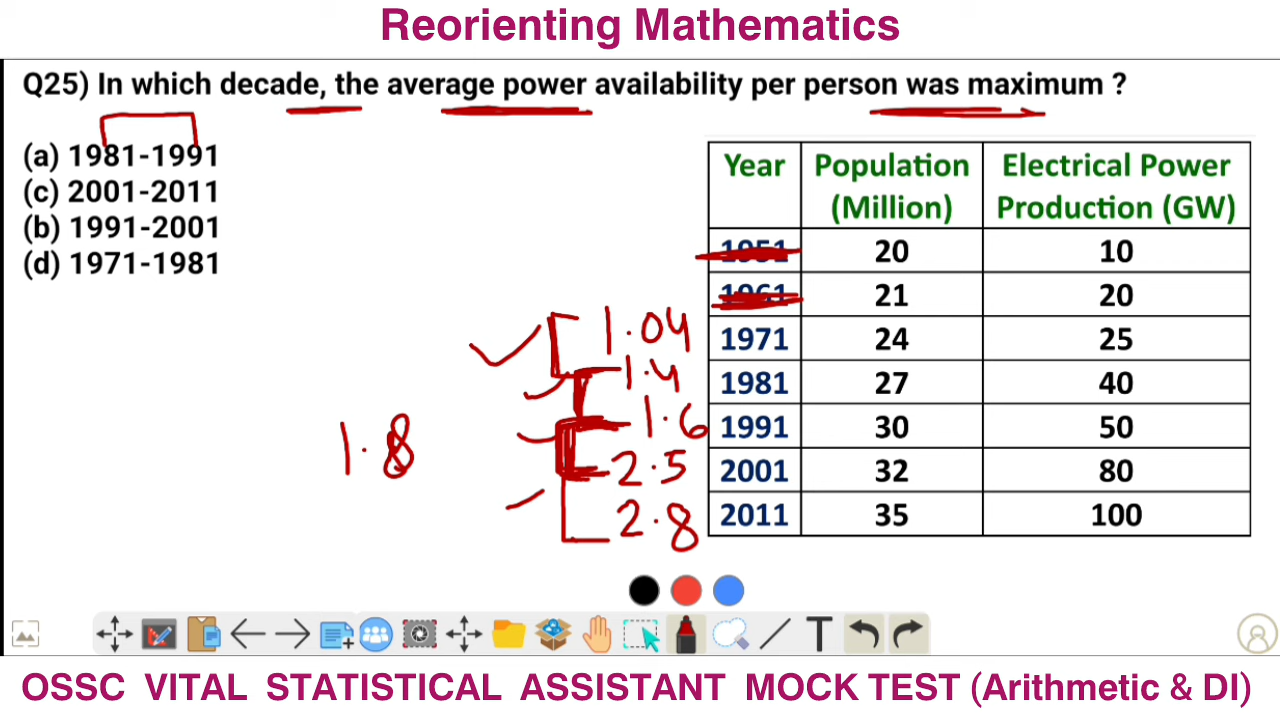 Reorienting Mathematics
Q25) In which decade, the average power availability per person was maximum ?
(a) 1981-1991
(c) 2001-2011
(b) 1991-2001
(d) 1971-1981
Year Population (Million) Electrical Power Production (GW)
1951 20 10
1961 21 20
1971 24 25
1981 27 40
1991 30 50
2001 32 80
2011 35 100
1.04
1.4
1.6
2.5
2.8
1.8
T
OSSC VITAL STATISTICAL ASSISTANT MOCK TEST (Arithmetic & DI)